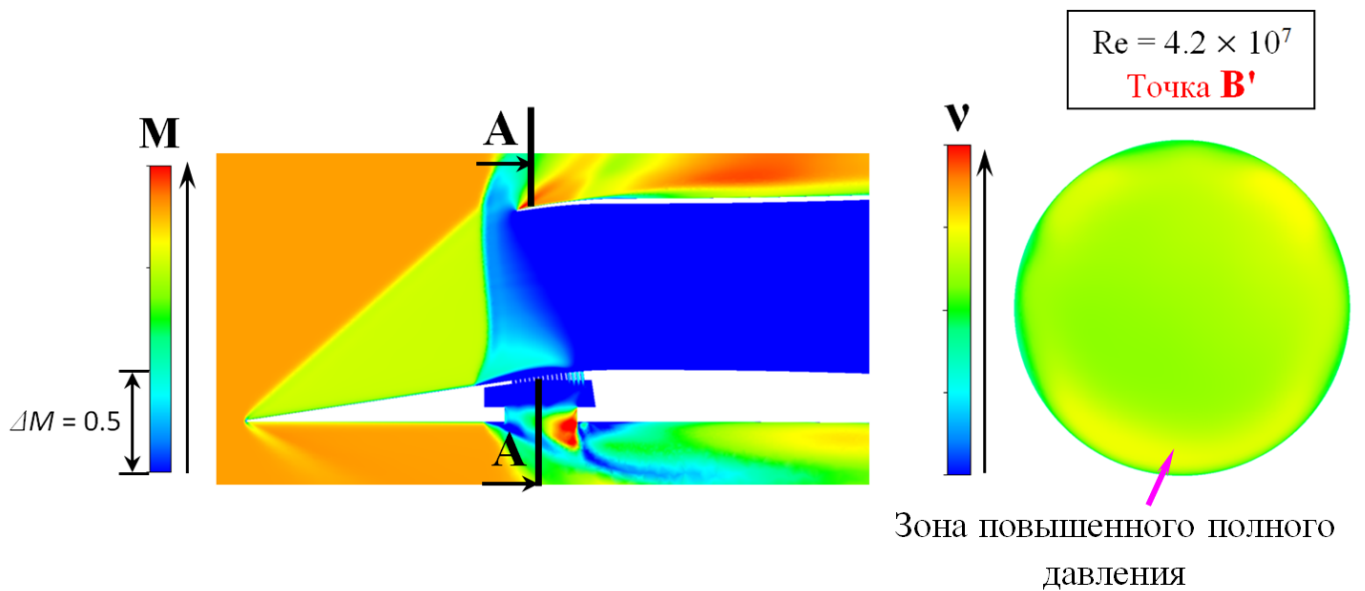 Re = 4.2 × 10⁷
Точка B'
M
A
ν
ΔM = 0.5
A
Зона повышенного полного
давления